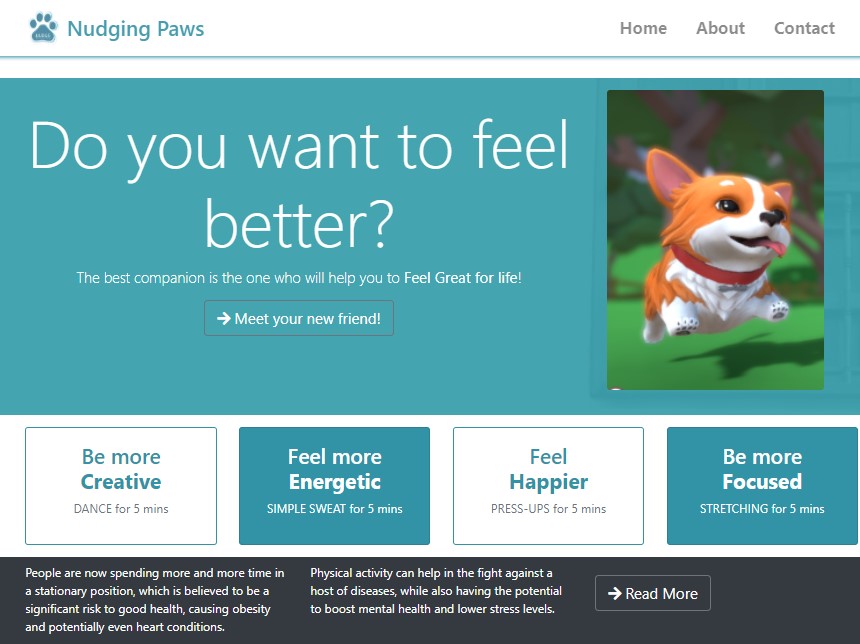 Nudging Paws
Home
About
Contact
Do you want to feel
better?
The best companion is the one who will help you to Feel Great for life!
Meet your new friend!
Be more
Creative
DANCE for 5 mins
Feel more
Energetic
SIMPLE SWEAT for 5 mins
Feel
Happier
PRESS-UPS for 5 mins
Be more
Focused
STRETCHING for 5 mins
People are now spending more and more time in
a stationary position, which is believed to be a
significant risk to good health, causing obesity
and potentially even heart conditions.
Physical activity can help in the fight against a
host of diseases, while also having the potential
to boost mental health and lower stress levels.
Read More